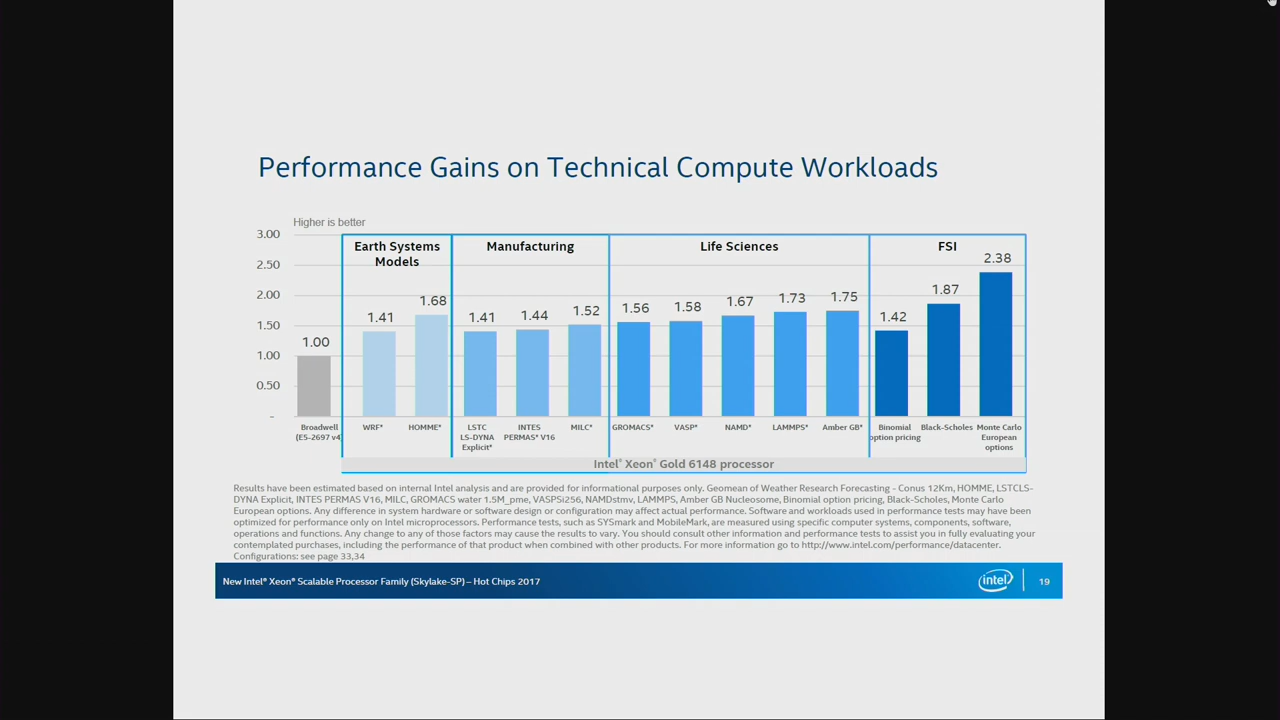 Performance Gains on Technical Compute Workloads
Higher is better
3.00
2.50
2.00
1.50
1.00
0.50
-
Earth Systems
Models
Manufacturing
Life Sciences
FSI
1.00
1.41
1.68
1.41
1.44
1.52
1.56
1.58
1.67
1.73
1.75
1.42
1.87
2.38
Broadwell
(E5-2697 v4)
WRF*
HOMME*
LSTC
LS-DYNA
Explicit*
INTES
PERMAS* V16
MILC*
GROMACS*
VASP*
NAMD*
LAMMPS*
Amber GB*
Binomial
option pricing
Black-Scholes
Monte Carlo
European
options
Intel® Xeon® Gold 6148 processor
Results have been estimated based on internal Intel analysis and are provided for informational purposes only. Geomean of Weather Research Forecasting - Conus 12Km, HOMME, LSTCLS-
DYNA Explicit, INTES PERMAS V16, MILC, GROMACS water 1.5M_pme, VASPSi256, NAMDstmv, LAMMPS, Amber GB Nucleosome, Binomial option pricing, Black-Scholes, Monte Carlo
European options. Any difference in system hardware or software design or configuration may affect actual performance. Software and workloads used in performance tests may have been
optimized for performance only on Intel microprocessors. Performance tests, such as SYSmark and MobileMark, are measured using specific computer systems, components, software,
operations and functions. Any change to any of those factors may cause the results to vary. You should consult other information and performance tests to assist you in fully evaluating your
contemplated purchases, including the performance of that product when combined with other products. For more information go to http://www.intel.com/performance/datacenter.
Configurations: see page 33,34
New Intel® Xeon® Scalable Processor Family (Skylake-SP) – Hot Chips 2017
intel
19